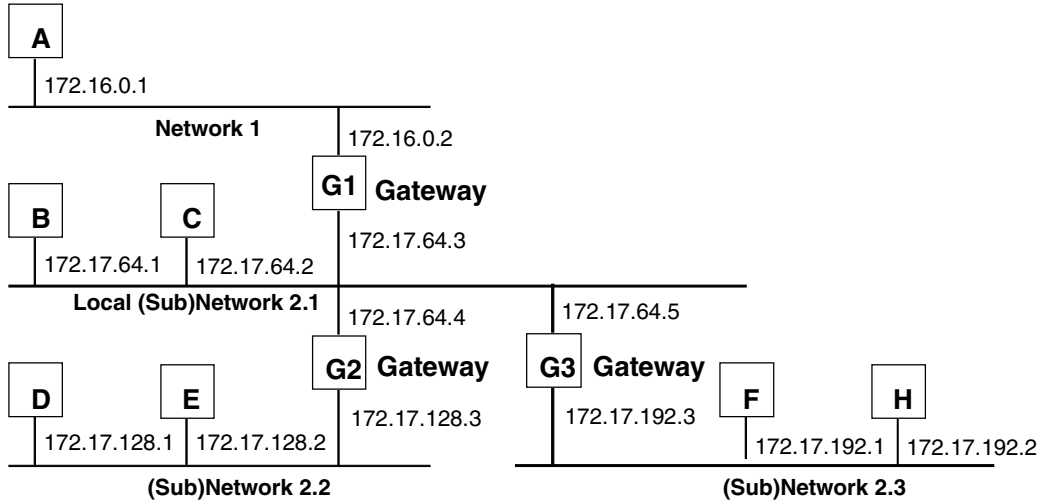 A
172.16.0.1
Network 1
172.16.0.2
G1 Gateway
B
C
172.17.64.3
172.17.64.1
172.17.64.2
Local (Sub)Network 2.1
172.17.64.4
172.17.64.5
G2 Gateway
G3 Gateway
D
E
F
H
172.17.128.3
172.17.192.3
172.17.128.1
172.17.128.2
172.17.192.1
172.17.192.2
(Sub)Network 2.2
(Sub)Network 2.3